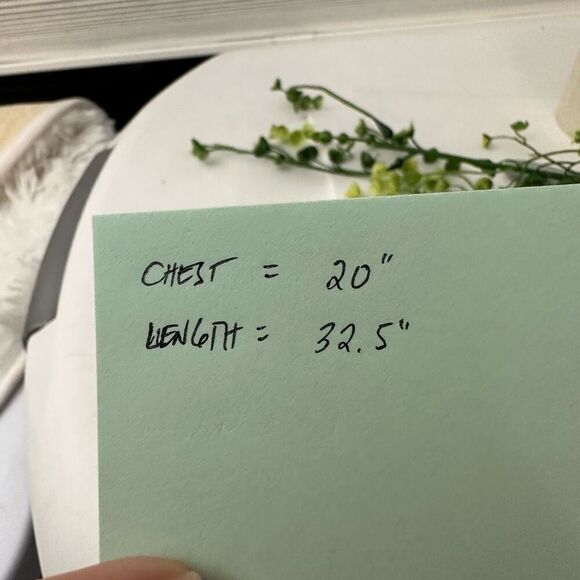 CHEST = 20"
LENGTH = 32.5"